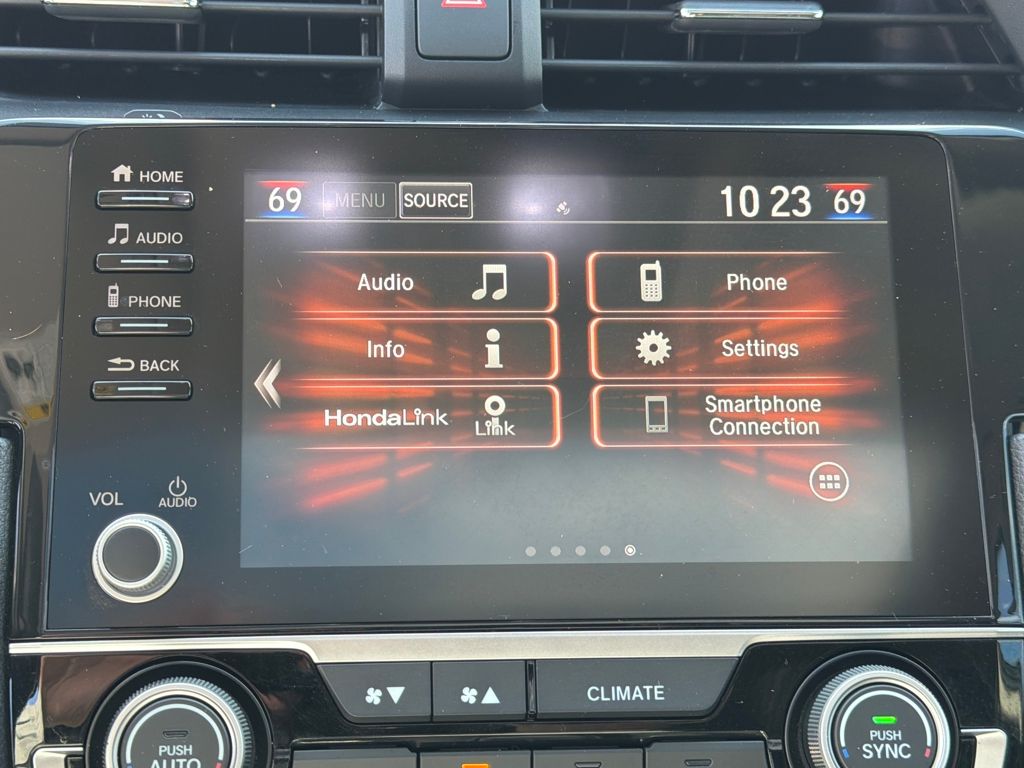 HOME
AUDIO
PHONE
BACK
VOL
AUDIO
69 MENU SOURCE 10 23 69
Audio
Phone
Info
Settings
HondaLink
Link
Smartphone
Connection
CLIMATE
PUSH
AUTO
PUSH
SYNC